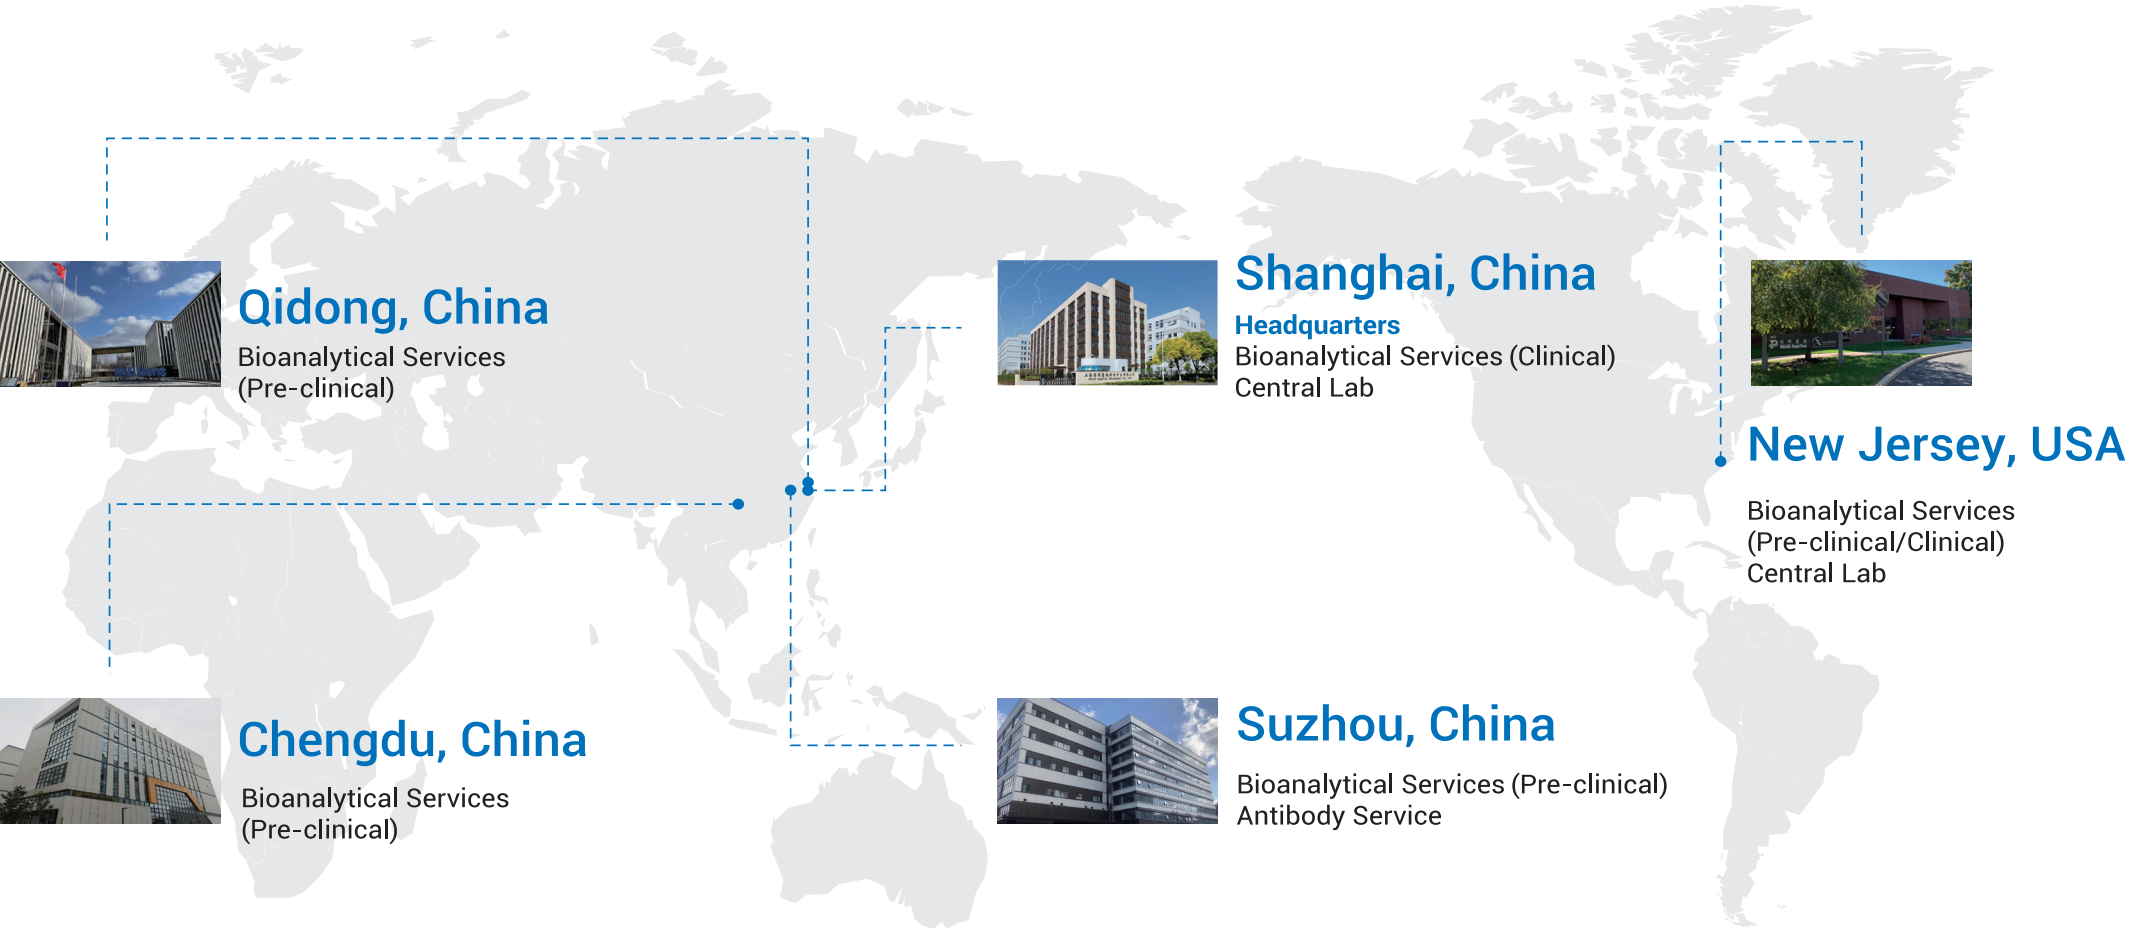 Qidong, China
Bioanalytical Services
(Pre-clinical)
Shanghai, China
Headquarters
Bioanalytical Services (Clinical)
Central Lab
New Jersey, USA
Bioanalytical Services
(Pre-clinical/Clinical)
Central Lab
Chengdu, China
Bioanalytical Services
(Pre-clinical)
Suzhou, China
Bioanalytical Services (Pre-clinical)
Antibody Service